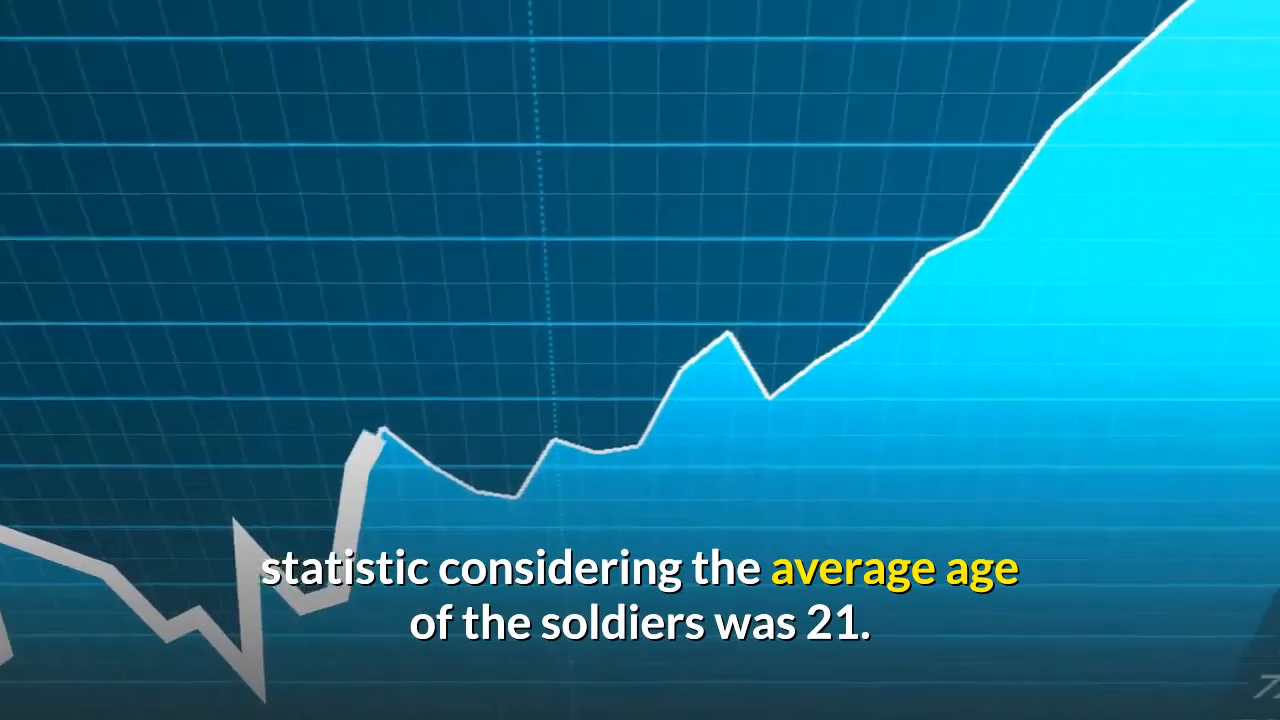 statistic considering the average age
of the soldiers was 21.